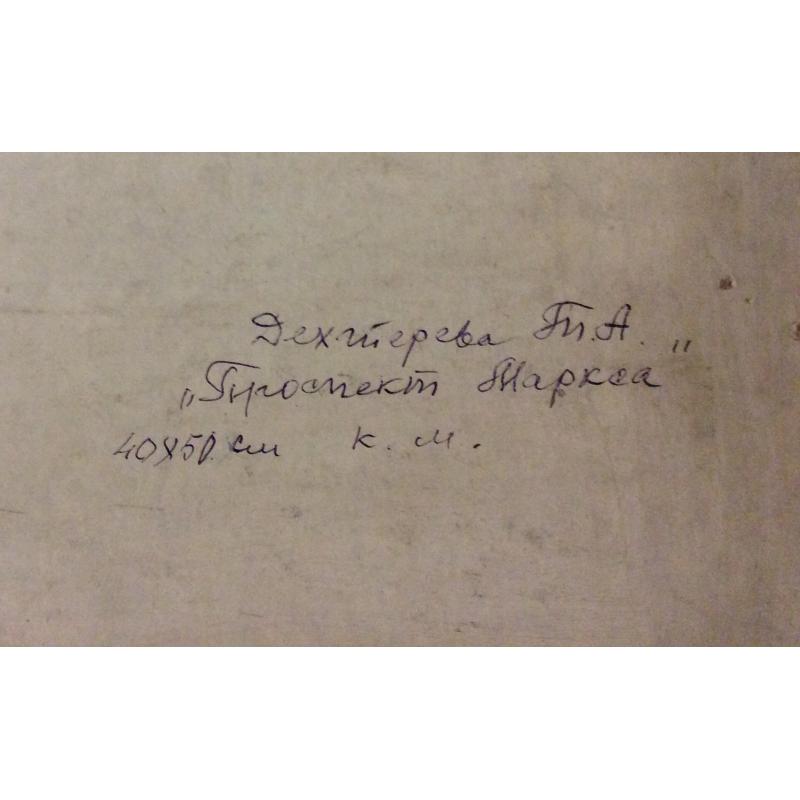 Дехтерева Т.А.
„Проспект Маркса"
40х50 см к. м.